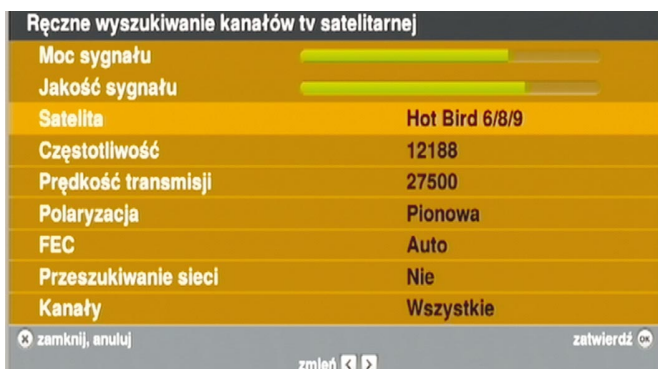 Ręczne wyszukiwanie kanałów tv satelitarnej
Moc sygnału
Jakość sygnału
Satelita Hot Bird 6/8/9
Częstotliwość 12188
Prędkość transmisji 27500
Polaryzacja Pionowa
FEC Auto
Przeszukiwanie sieci Nie
Kanały Wszystkie
x zamknij, anuluj zatwierdź OK
zmień < >